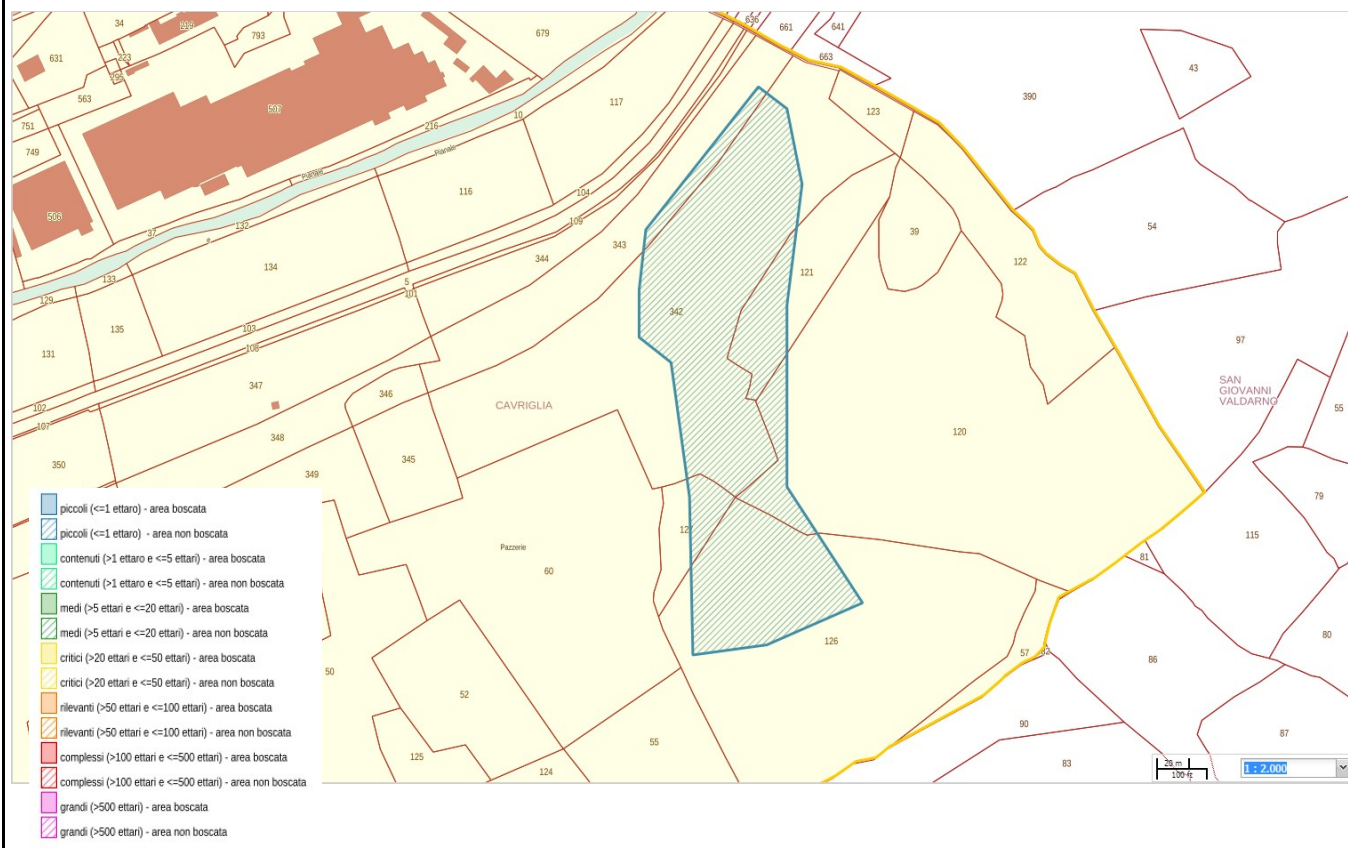 636
661
641
34
219
793
679
663
631
223
295
43
563
507
117
390
123
751
216
10
749
Pianale
Pianale
116
104
506
109
54
37
132
39
343
344
122
134
121
133
5
101
129
342
135
103
97
131
108
SAN
GIOVANNI
VALDARNO
347
346
CAVRIGLIA
102
55
107
120
348
345
350
349
79
115
Pazzerie
60
81
80
126
50
57
86
52
90
87
55
125
124
83
piccoli (<=1 ettaro) - area boscata
piccoli (<=1 ettaro) - area non boscata
contenuti (>1 ettaro e <=5 ettari) - area boscata
contenuti (>1 ettaro e <=5 ettari) - area non boscata
medi (>5 ettari e <=20 ettari) - area boscata
medi (>5 ettari e <=20 ettari) - area non boscata
critici (>20 ettari e <=50 ettari) - area boscata
critici (>20 ettari e <=50 ettari) - area non boscata
rilevanti (>50 ettari e <=100 ettari) - area boscata
rilevanti (>50 ettari e <=100 ettari) - area non boscata
complessi (>100 ettari e <=500 ettari) - area boscata
complessi (>100 ettari e <=500 ettari) - area non boscata
grandi (>500 ettari) - area boscata
grandi (>500 ettari) - area non boscata
20 m
100 ft
1 : 2.000